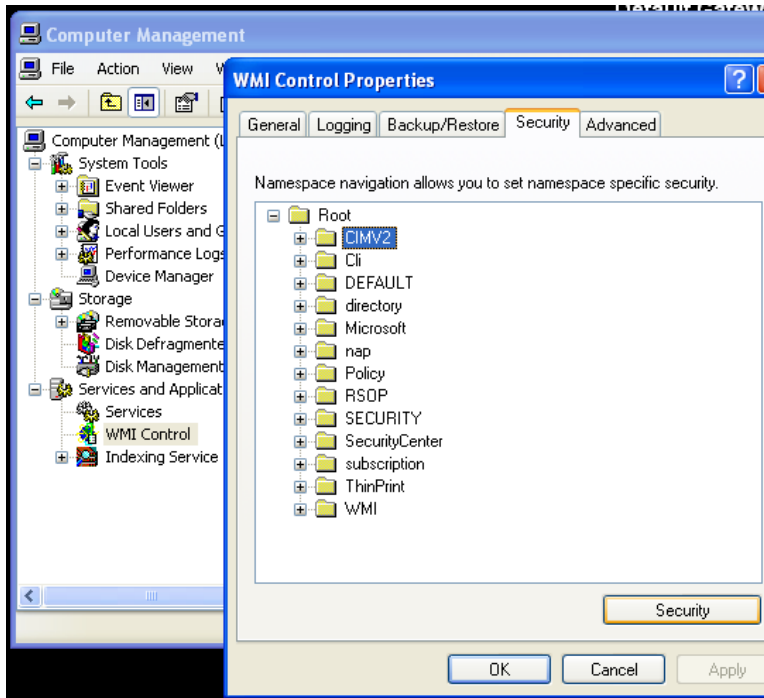 Default Gatew
Computer Management
File Action View W
Computer Management (L
System Tools
Event Viewer
Shared Folders
Local Users and G
Performance Logs
Device Manager
Storage
Removable Stora
Disk Defragmente
Disk Management
Services and Applicat
Services
WMI Control
Indexing Service
WMI Control Properties
General Logging Backup/Restore Security Advanced
Namespace navigation allows you to set namespace specific security.
Root
CIMV2
Cli
DEFAULT
directory
Microsoft
nap
Policy
RSOP
SECURITY
SecurityCenter
subscription
ThinPrint
WMI
Security
OK Cancel Apply